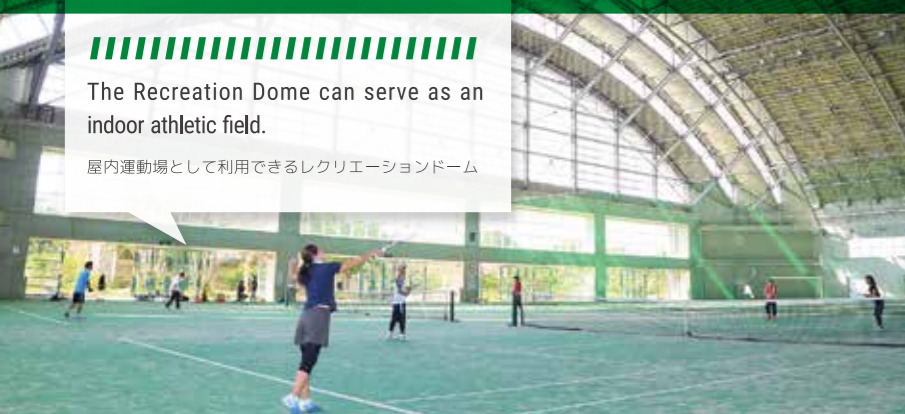 The Recreation Dome can serve as an
indoor athletic field.
屋内運動場として利用できるレクリエーションドーム